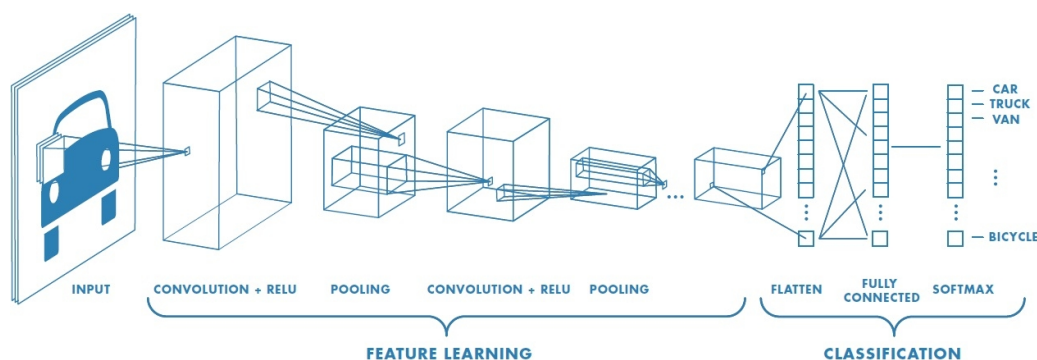 CAR
TRUCK
VAN
BICYCLE
INPUT
CONVOLUTION + RELU
POOLING
CONVOLUTION + RELU
POOLING
FLATTEN
FULLY
CONNECTED
SOFTMAX
FEATURE LEARNING
CLASSIFICATION